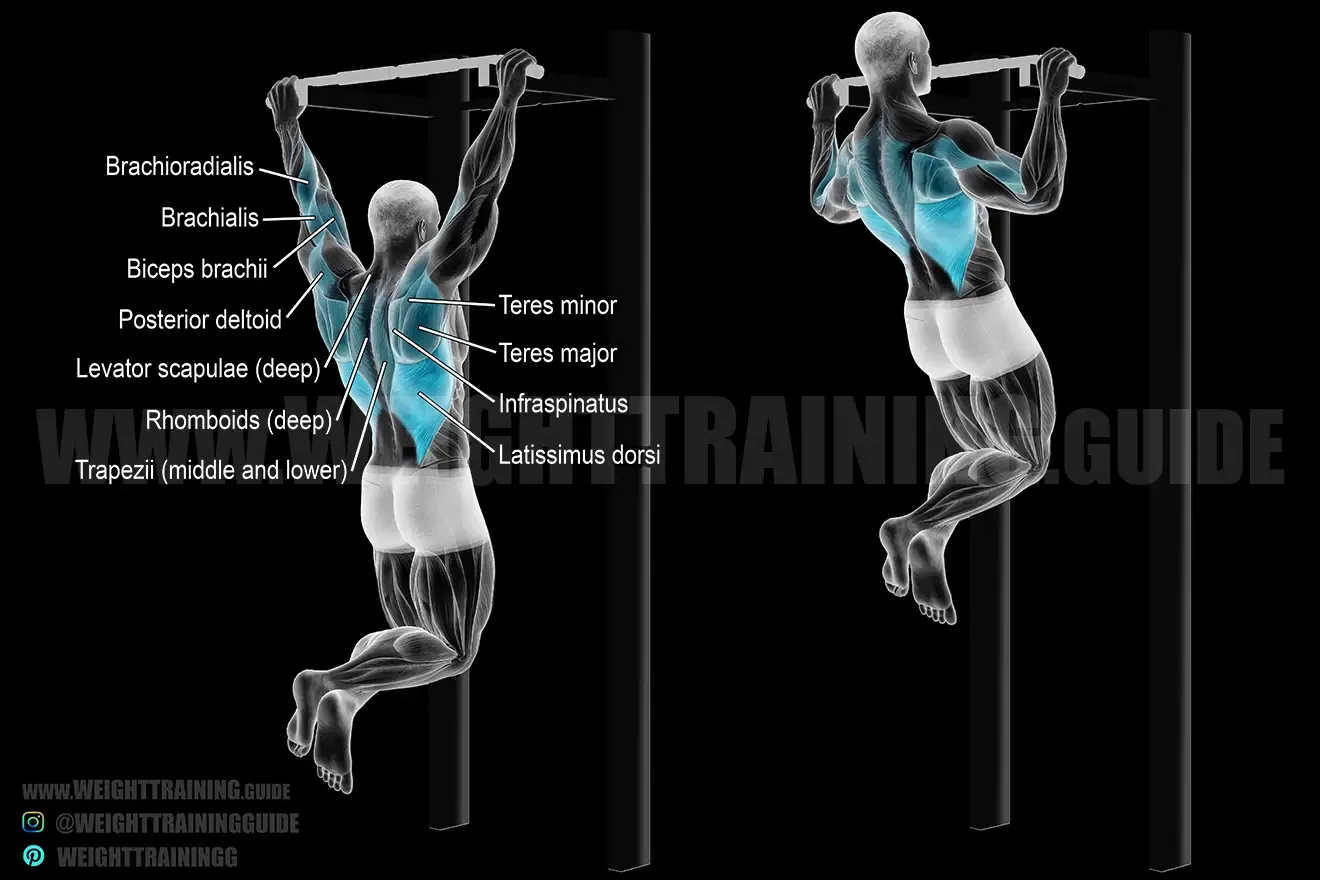 Brachioradialis
Brachialis
Biceps brachii
Posterior deltoid
Levator scapulae (deep)
Rhomboids (deep)
Trapezii (middle and lower)
Teres minor
Teres major
Infraspinatus
Latissimus dorsi
WWW.WEIGHTTRAINING.GUIDE
www.WEIGHTTRAINING.GUIDE
@WEIGHTTRAININGGUIDE
WEIGHTTRAININGG